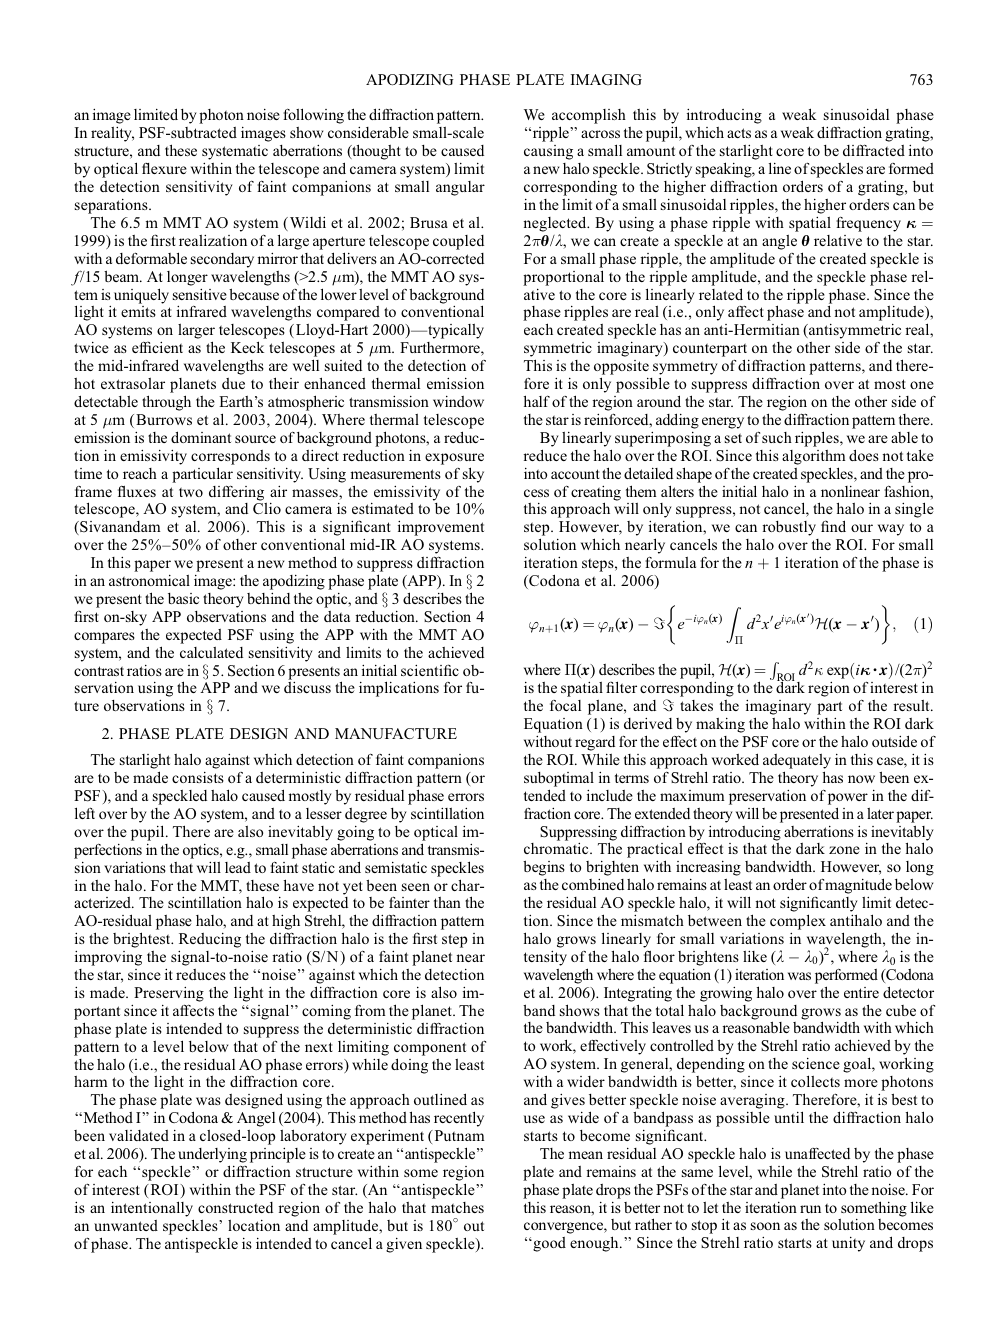 APODIZING PHASE PLATE IMAGING 763
an image limited by photon noise following the diffraction pattern.
In reality, PSF-subtracted images show considerable small-scale
structure, and these systematic aberrations (thought to be caused
by optical flexure within the telescope and camera system) limit
the detection sensitivity of faint companions at small angular
separations.
The 6.5 m MMT AO system (Wildi et al. 2002; Brusa et al.
1999) is the first realization of a large aperture telescope coupled
with a deformable secondary mirror that delivers an AO-corrected
f/15 beam. At longer wavelengths (>2.5 μm), the MMT AO sys-
tem is uniquely sensitive because of the lower level of background
light it emits at infrared wavelengths compared to conventional
AO systems on larger telescopes (Lloyd-Hart 2000)—typically
twice as efficient as the Keck telescopes at 5 μm. Furthermore,
the mid-infrared wavelengths are well suited to the detection of
hot extrasolar planets due to their enhanced thermal emission
detectable through the Earth's atmospheric transmission window
at 5 μm (Burrows et al. 2003, 2004). Where thermal telescope
emission is the dominant source of background photons, a reduc-
tion in emissivity corresponds to a direct reduction in exposure
time to reach a particular sensitivity. Using measurements of sky
frame fluxes at two differing air masses, the emissivity of the
telescope, AO system, and Clio camera is estimated to be 10%
(Sivanandam et al. 2006). This is a significant improvement
over the 25%–50% of other conventional mid-IR AO systems.
In this paper we present a new method to suppress diffraction
in an astronomical image: the apodizing phase plate (APP). In § 2
we present the basic theory behind the optic, and § 3 describes the
first on-sky APP observations and the data reduction. Section 4
compares the expected PSF using the APP with the MMT AO
system, and the calculated sensitivity and limits to the achieved
contrast ratios are in § 5. Section 6 presents an initial scientific ob-
servation using the APP and we discuss the implications for fu-
ture observations in § 7.
2. PHASE PLATE DESIGN AND MANUFACTURE
The starlight halo against which detection of faint companions
are to be made consists of a deterministic diffraction pattern (or
PSF), and a speckled halo caused mostly by residual phase errors
left over by the AO system, and to a lesser degree by scintillation
over the pupil. There are also inevitably going to be optical im-
perfections in the optics, e.g., small phase aberrations and transmis-
sion variations that will lead to faint static and semistatic speckles
in the halo. For the MMT, these have not yet been seen or char-
acterized. The scintillation halo is expected to be fainter than the
AO-residual phase halo, and at high Strehl, the diffraction pattern
is the brightest. Reducing the diffraction halo is the first step in
improving the signal-to-noise ratio (S/N) of a faint planet near
the star, since it reduces the ‘‘noise’’ against which the detection
is made. Preserving the light in the diffraction core is also im-
portant since it affects the ‘‘signal’’ coming from the planet. The
phase plate is intended to suppress the deterministic diffraction
pattern to a level below that of the next limiting component of
the halo (i.e., the residual AO phase errors) while doing the least
harm to the light in the diffraction core.
The phase plate was designed using the approach outlined as
‘‘Method I’’ in Codona & Angel (2004). This method has recently
been validated in a closed-loop laboratory experiment (Putnam
et al. 2006). The underlying principle is to create an ‘‘antispeckle’’
for each ‘‘speckle’’ or diffraction structure within some region
of interest (ROI) within the PSF of the star. (An ‘‘antispeckle’’
is an intentionally constructed region of the halo that matches
an unwanted speckles' location and amplitude, but is 180° out
of phase. The antispeckle is intended to cancel a given speckle).
We accomplish this by introducing a weak sinusoidal phase
‘‘ripple’’ across the pupil, which acts as a weak diffraction grating,
causing a small amount of the starlight core to be diffracted into
a new halo speckle. Strictly speaking, a line of speckles are formed
corresponding to the higher diffraction orders of a grating, but
in the limit of a small sinusoidal ripples, the higher orders can be
neglected. By using a phase ripple with spatial frequency κ =
2πθ/λ, we can create a speckle at an angle θ relative to the star.
For a small phase ripple, the amplitude of the created speckle is
proportional to the ripple amplitude, and the speckle phase rel-
ative to the core is linearly related to the ripple phase. Since the
phase ripples are real (i.e., only affect phase and not amplitude),
each created speckle has an anti-Hermitian (antisymmetric real,
symmetric imaginary) counterpart on the other side of the star.
This is the opposite symmetry of diffraction patterns, and there-
fore it is only possible to suppress diffraction over at most one
half of the region around the star. The region on the other side of
the star is reinforced, adding energy to the diffraction pattern there.
By linearly superimposing a set of such ripples, we are able to
reduce the halo over the ROI. Since this algorithm does not take
into account the detailed shape of the created speckles, and the pro-
cess of creating them alters the initial halo in a nonlinear fashion,
this approach will only suppress, not cancel, the halo in a single
step. However, by iteration, we can robustly find our way to a
solution which nearly cancels the halo over the ROI. For small
iteration steps, the formula for the n + 1 iteration of the phase is
(Codona et al. 2006)
φₙ₊₁(x) = φₙ(x) − ℑ{e^{−iφₙ(x)} ∫_Π d²x′e^{iφₙ(x′)}ℋ(x − x′)}, (1)
where Π(x) describes the pupil, ℋ(x) = ∫_ROI d²κ exp(iκ · x)/(2π)²
is the spatial filter corresponding to the dark region of interest in
the focal plane, and ℑ takes the imaginary part of the result.
Equation (1) is derived by making the halo within the ROI dark
without regard for the effect on the PSF core or the halo outside of
the ROI. While this approach worked adequately in this case, it is
suboptimal in terms of Strehl ratio. The theory has now been ex-
tended to include the maximum preservation of power in the dif-
fraction core. The extended theory will be presented in a later paper.
Suppressing diffraction by introducing aberrations is inevitably
chromatic. The practical effect is that the dark zone in the halo
begins to brighten with increasing bandwidth. However, so long
as the combined halo remains at least an order of magnitude below
the residual AO speckle halo, it will not significantly limit detec-
tion. Since the mismatch between the complex antihalo and the
halo grows linearly for small variations in wavelength, the in-
tensity of the halo floor brightens like (λ − λ₀)², where λ₀ is the
wavelength where the equation (1) iteration was performed (Codona
et al. 2006). Integrating the growing halo over the entire detector
band shows that the total halo background grows as the cube of
the bandwidth. This leaves us a reasonable bandwidth with which
to work, effectively controlled by the Strehl ratio achieved by the
AO system. In general, depending on the science goal, working
with a wider bandwidth is better, since it collects more photons
and gives better speckle noise averaging. Therefore, it is best to
use as wide of a bandpass as possible until the diffraction halo
starts to become significant.
The mean residual AO speckle halo is unaffected by the phase
plate and remains at the same level, while the Strehl ratio of the
phase plate drops the PSFs of the star and planet into the noise. For
this reason, it is better not to let the iteration run to something like
convergence, but rather to stop it as soon as the solution becomes
‘‘good enough.’’ Since the Strehl ratio starts at unity and drops